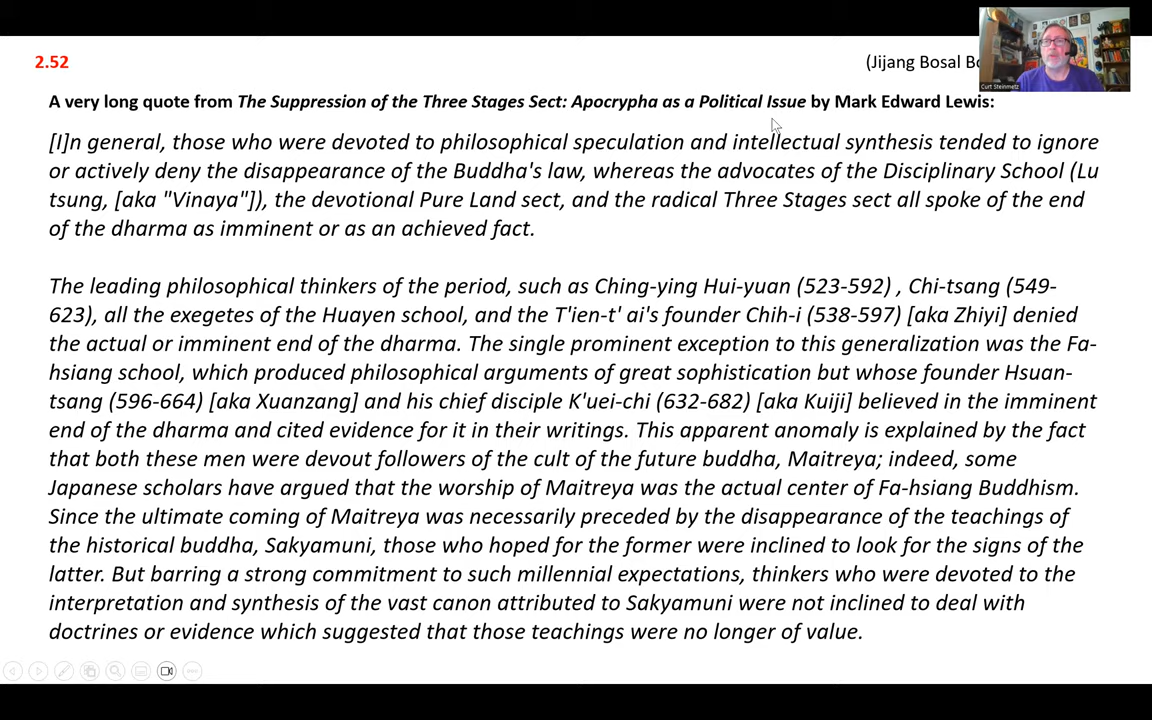 2.52
(Jijang Bosal Bo
Curt Steinmetz
A very long quote from The Suppression of the Three Stages Sect: Apocrypha as a Political Issue by Mark Edward Lewis:
[I]n general, those who were devoted to philosophical speculation and intellectual synthesis tended to ignore
or actively deny the disappearance of the Buddha's law, whereas the advocates of the Disciplinary School (Lu
tsung, [aka "Vinaya"]), the devotional Pure Land sect, and the radical Three Stages sect all spoke of the end
of the dharma as imminent or as an achieved fact.
The leading philosophical thinkers of the period, such as Ching-ying Hui-yuan (523-592) , Chi-tsang (549-
623), all the exegetes of the Huayen school, and the T'ien-t' ai's founder Chih-i (538-597) [aka Zhiyi] denied
the actual or imminent end of the dharma. The single prominent exception to this generalization was the Fa-
hsiang school, which produced philosophical arguments of great sophistication but whose founder Hsuan-
tsang (596-664) [aka Xuanzang] and his chief disciple K'uei-chi (632-682) [aka Kuiji] believed in the imminent
end of the dharma and cited evidence for it in their writings. This apparent anomaly is explained by the fact
that both these men were devout followers of the cult of the future buddha, Maitreya; indeed, some
Japanese scholars have argued that the worship of Maitreya was the actual center of Fa-hsiang Buddhism.
Since the ultimate coming of Maitreya was necessarily preceded by the disappearance of the teachings of
the historical buddha, Sakyamuni, those who hoped for the former were inclined to look for the signs of the
latter. But barring a strong commitment to such millennial expectations, thinkers who were devoted to the
interpretation and synthesis of the vast canon attributed to Sakyamuni were not inclined to deal with
doctrines or evidence which suggested that those teachings were no longer of value.